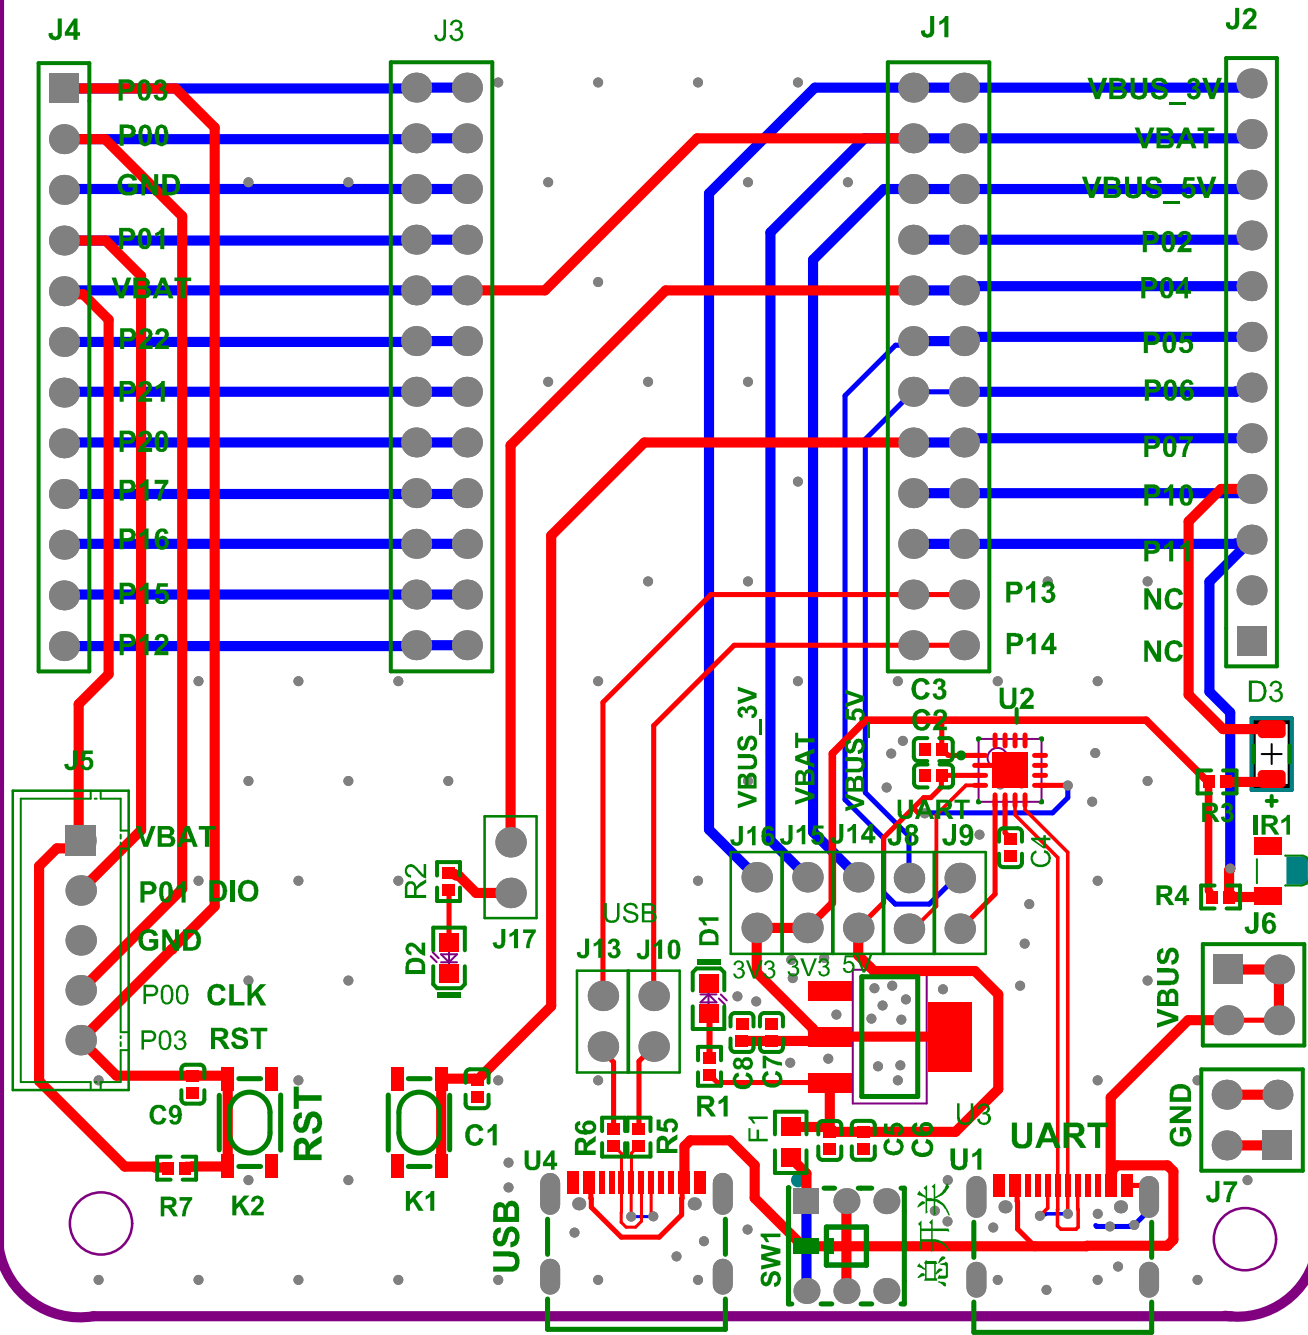 J4
J3
J1
J2
P03
P00
GND
P01
VBAT
P22
P21
P20
P17
P16
P15
P12
VBUS_3V
VBAT
VBUS_5V
P02
P04
P05
P06
P07
P10
P11
NC
NC
P13
P14
C3
C2
U2
D3
VBUS_3V
VBAT
VBUS_5V
UART
J5
VBAT
P01 DIO
GND
P00 CLK
P03 RST
J16
J15
J14
J8
J9
C4
R3
+
IR1
R4
J6
R2
D2
J17
USB
J13
J10
D1
3V3
3V3
5V
VBUS
C9
RST
R7
K2
K1
C1
R6
R5
R1
C8
C7
F1
C5
C6
U3
UART
GND
J7
U4
USB
SW1
总开关
U1